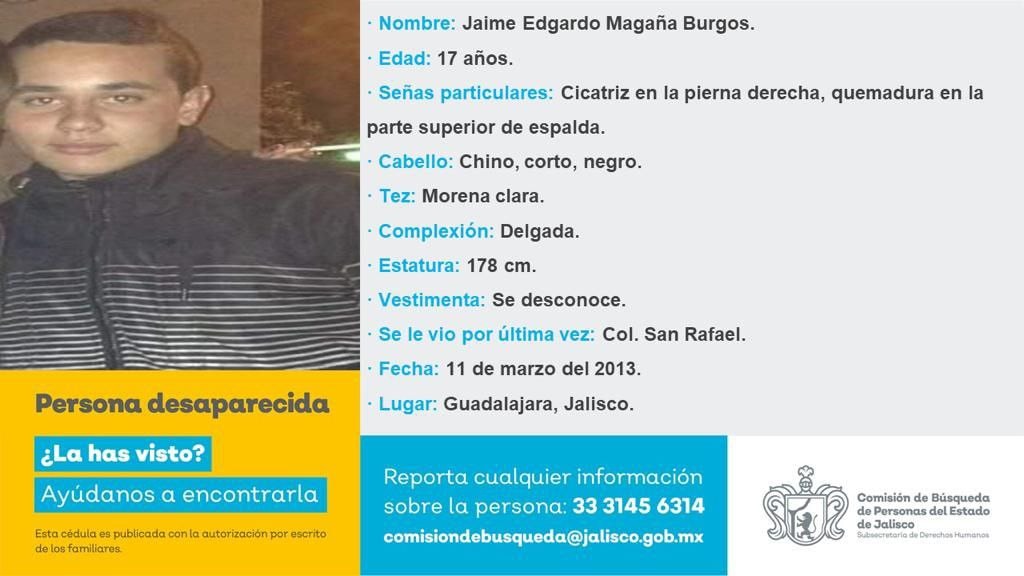 · Nombre: Jaime Edgardo Magaña Burgos.
· Edad: 17 años.
· Señas particulares: Cicatriz en la pierna derecha, quemadura en la
parte superior de espalda.
· Cabello: Chino, corto, negro.
· Tez: Morena clara.
· Complexión: Delgada.
· Estatura: 178 cm.
· Vestimenta: Se desconoce.
· Se le vio por última vez: Col. San Rafael.
· Fecha: 11 de marzo del 2013.
· Lugar: Guadalajara, Jalisco.
Persona desaparecida
¿La has visto?
Ayúdanos a encontrarla
Esta cédula es publicada con la autorización por escrito
de los familiares.
Reporta cualquier información
sobre la persona: 33 3145 6314
comisiondebusqueda@jalisco.gob.mx
Comisión de Búsqueda
de Personas del Estado
de Jalisco
Subsecretaría de Derechos Humanos